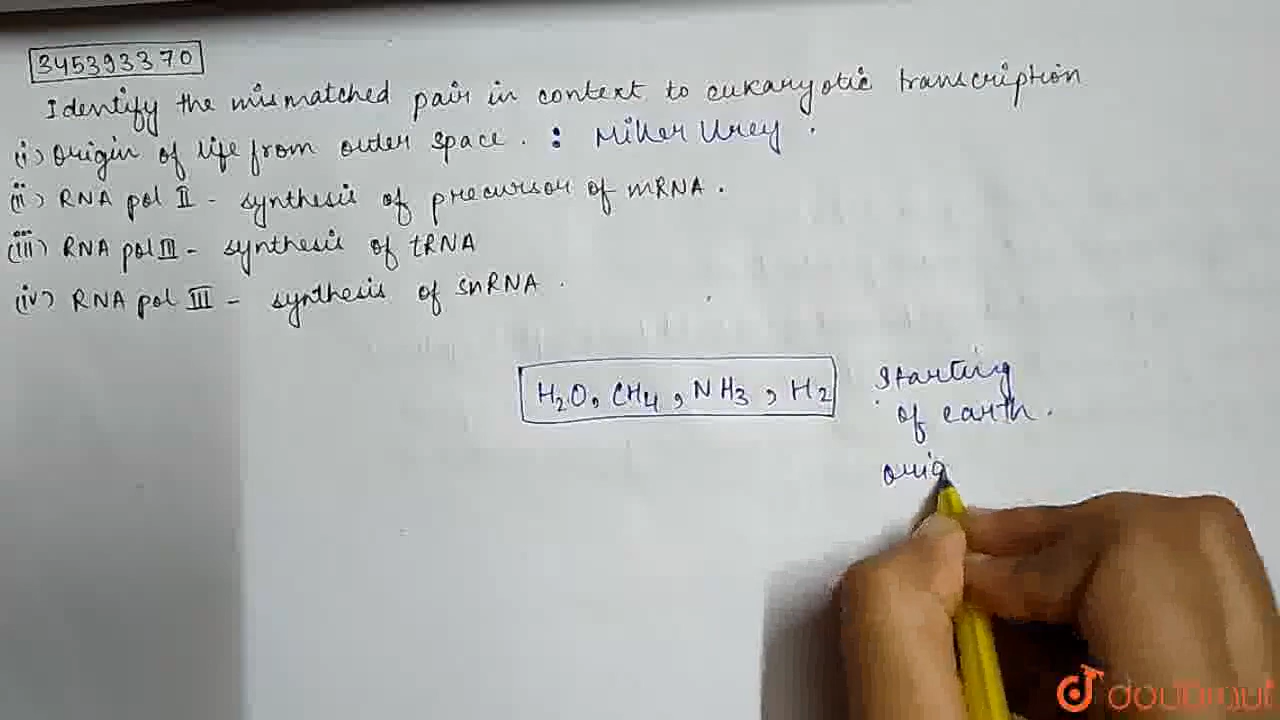 345393370
Identify the mismatched pair in context to eukaryotic transcription
(i) Origin of life from outer space. : Miller Urey.
(ii) RNA pol II - synthesis of precursor of mRNA.
(iii) RNA pol III - synthesis of tRNA
(iv) RNA pol III - synthesis of SnRNA.
H2O, CH4, NH3, H2
Starting
of earth.
orig
doubtnut